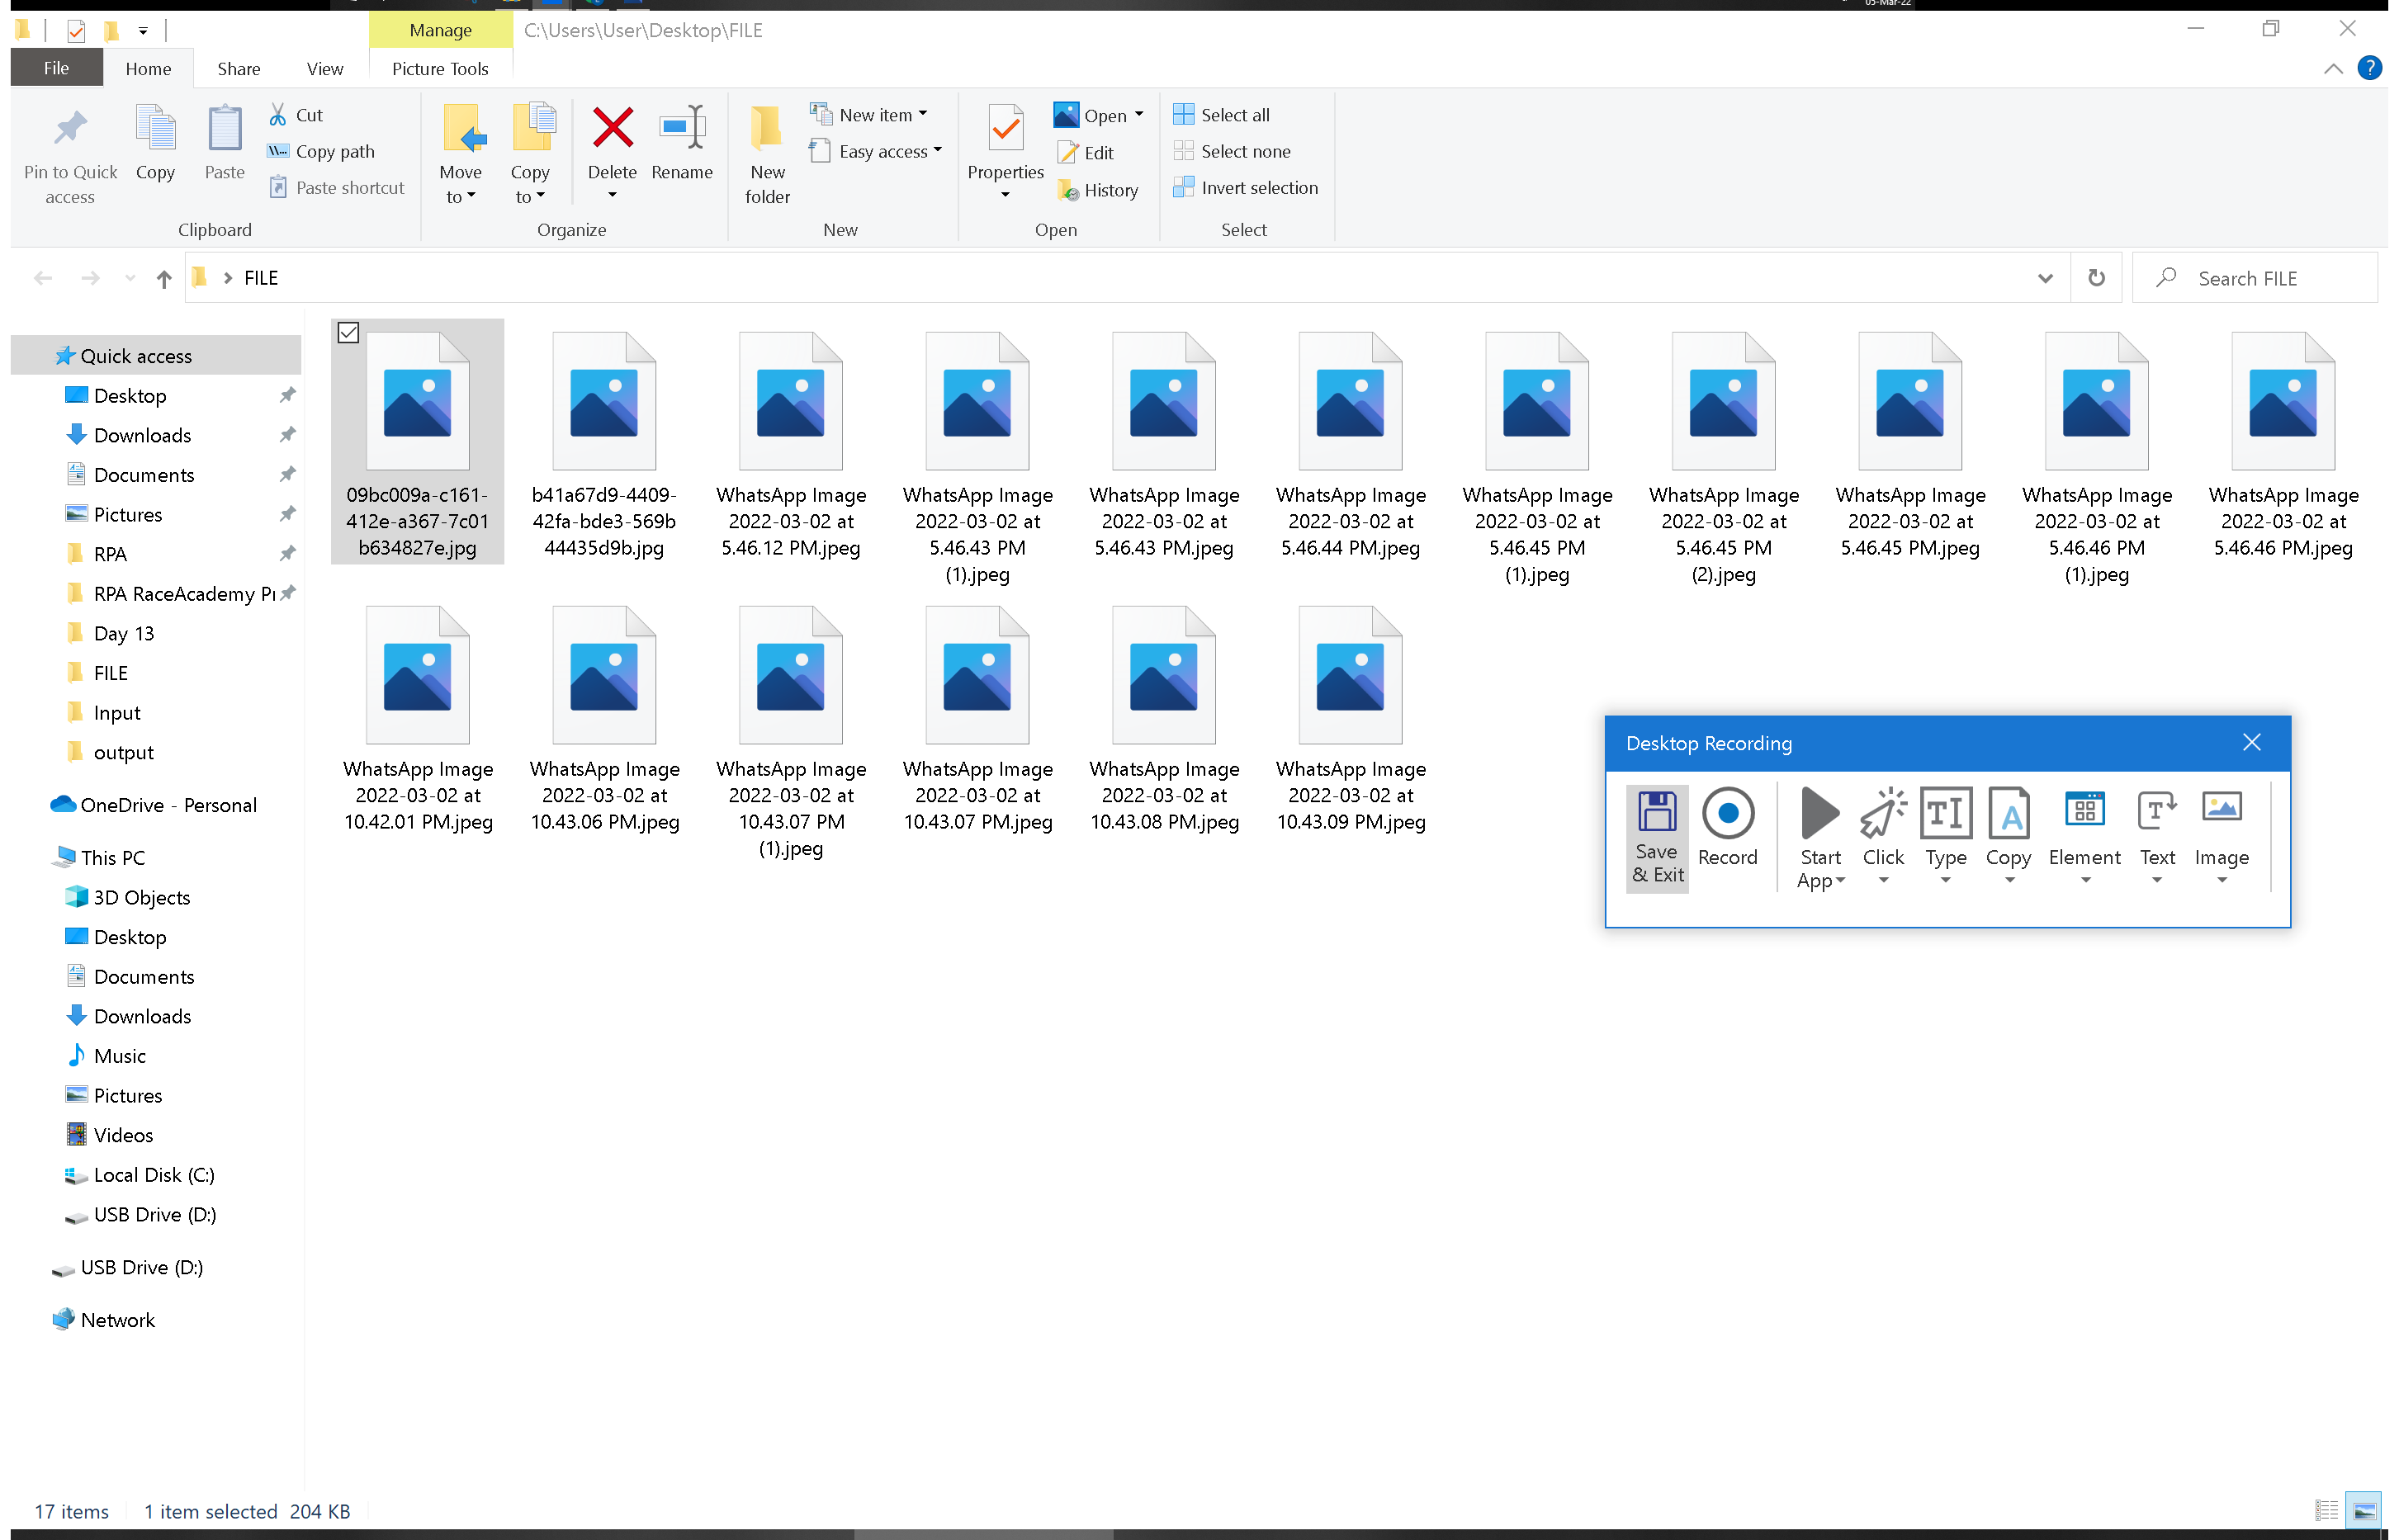 05-Mar-22
Manage
C:\Users\User\Desktop\FILE
File
Home
Share
View
Picture Tools
Pin to Quick
access
Copy
Paste
Cut
Copy path
Paste shortcut
Clipboard
Move
to
Copy
to
Delete
Rename
Organize
New
folder
New item
Easy access
New
Properties
Open
Edit
History
Open
Select all
Select none
Invert selection
Select
FILE
Search FILE
Quick access
Desktop
Downloads
Documents
Pictures
RPA
RPA RaceAcademy
Day 13
FILE
Input
output
OneDrive - Personal
This PC
3D Objects
Desktop
Documents
Downloads
Music
Pictures
Videos
Local Disk (C:)
USB Drive (D:)
USB Drive (D:)
Network
09bc009a-c161-
412e-a367-7c01
b634827e.jpg
b41a67d9-4409-
42fa-bde3-569b
44435d9b.jpg
WhatsApp Image
2022-03-02 at
5.46.12 PM.jpeg
WhatsApp Image
2022-03-02 at
5.46.43 PM
(1).jpeg
WhatsApp Image
2022-03-02 at
5.46.43 PM.jpeg
WhatsApp Image
2022-03-02 at
5.46.44 PM.jpeg
WhatsApp Image
2022-03-02 at
5.46.45 PM
(1).jpeg
WhatsApp Image
2022-03-02 at
5.46.45 PM
(2).jpeg
WhatsApp Image
2022-03-02 at
5.46.45 PM.jpeg
WhatsApp Image
2022-03-02 at
5.46.46 PM
(1).jpeg
WhatsApp Image
2022-03-02 at
5.46.46 PM.jpeg
WhatsApp Image
2022-03-02 at
10.42.01 PM.jpeg
WhatsApp Image
2022-03-02 at
10.43.06 PM.jpeg
WhatsApp Image
2022-03-02 at
10.43.07 PM
(1).jpeg
WhatsApp Image
2022-03-02 at
10.43.07 PM.jpeg
WhatsApp Image
2022-03-02 at
10.43.08 PM.jpeg
WhatsApp Image
2022-03-02 at
10.43.09 PM.jpeg
Desktop Recording
Save
& Exit
Record
Start
App
Click
Type
Copy
Element
Text
Image
17 items
1 item selected 204 KB